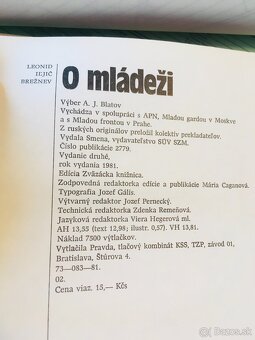 LEONID
ILJIČ
BREŽNEV
O mládeži
Výber A. J. Blatov
Vychádza v spolupráci s APN, Mladou gardou v Moskve
a s Mladou frontou v Prahe.
Z ruských originálov preložil kolektív prekladateľov.
Vydala Smena, vydavateľstvo SÚV SZM.
Číslo publikácie 2779.
Vydanie druhé,
rok vydania 1981.
Edícia Zväzácka knižnica.
Zodpovedná redaktorka edície a publikácie Mária Caganová.
Typografia Jozef Gális.
Výtvarný redaktor Jozef Pernecký.
Technická redaktorka Zdenka Remeňová.
Jazyková redaktorka Viera Hegerová ml.
AH 13,55 (text 12,98; ilustr. 0,57). VH 13,81.
Náklad 7500 výtlačkov.
Vytlačila Pravda, tlačový kombinát KSS, TZP, závod 01,
Bratislava, Štúrova 4.
73—083—81.
02.
Cena viaz. 15,— Kčs
bazos.sk